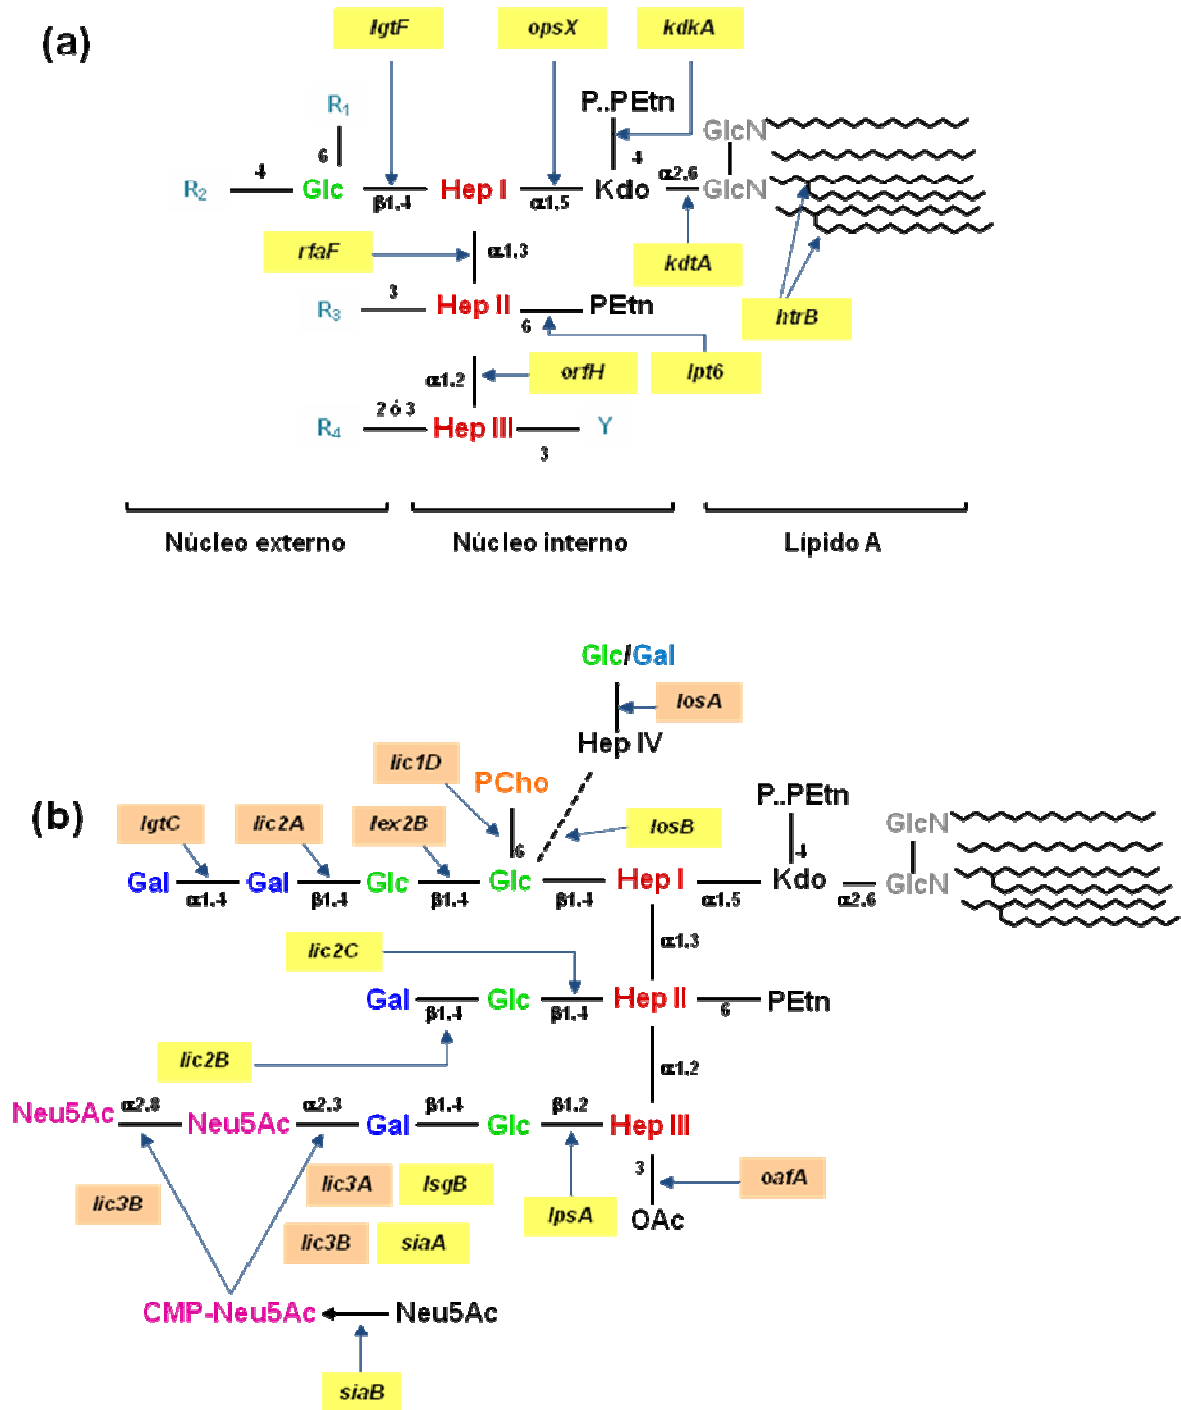 (a)
lgtF opsX kdkA
P..PEtn
R1
GlcN
6 4
4 α2,6
R2 Glc Hep I Kdo GlcN
β1,4 α1,5
rfaF α1,3 kdtA
3
R3 Hep II PEtn htrB
6
α1,2 orfH lpt6
2 ó 3
R4 Hep III Y
3
Núcleo externo Núcleo interno Lípido A
Glc/Gal
losA
Hep IV
lic1D PCho
P..PEtn
(b)
lgtC lic2A lex2B losB GlcN
6 4
Gal Gal Glc Glc Hep I Kdo GlcN
α1,4 β1,4 β1,4 β1,4 α1,5 α2,6
lic2C α1,3
Gal Glc Hep II PEtn
β1,4 β1,4 6
lic2B α1,2
α2,8 α2,3 β1,4 β1,2
Neu5Ac Neu5Ac Gal Glc Hep III
3
lic3B lic3A lsgB lpsA oafA
OAc
lic3B siaA
CMP-Neu5Ac Neu5Ac
siaB